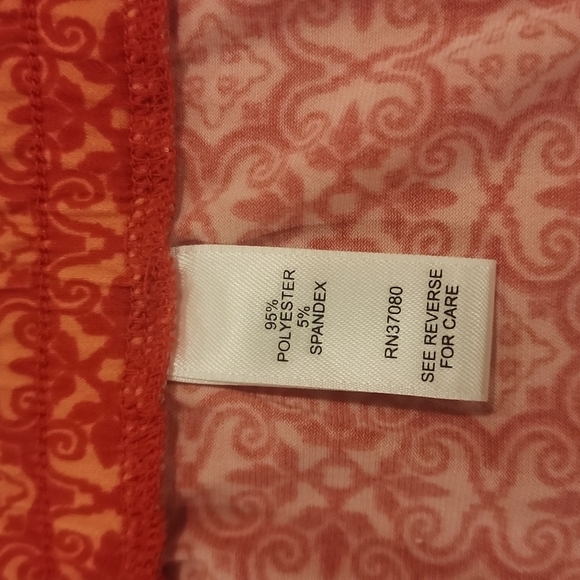 95%
POLYESTER
5%
SPANDEX
RN37080
SEE REVERSE
FOR CARE